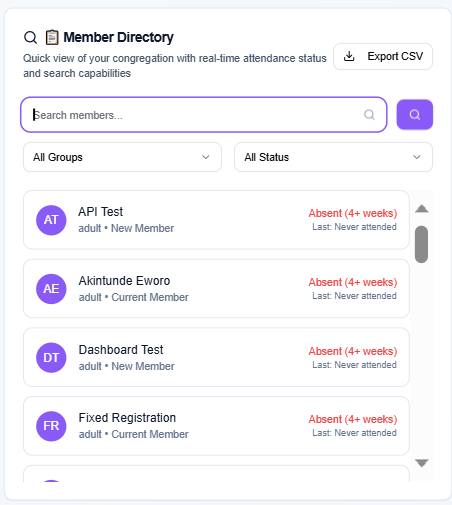 Member Directory
Quick view of your congregation with real-time attendance status
and search capabilities
Export CSV
Search members...
All Groups
All Status
AT
API Test
adult • New Member
Absent (4+ weeks)
Last: Never attended
AE
Akintunde Eworo
adult • Current Member
Absent (4+ weeks)
Last: Never attended
DT
Dashboard Test
adult • New Member
Absent (4+ weeks)
Last: Never attended
FR
Fixed Registration
adult • Current Member
Absent (4+ weeks)
Last: Never attended